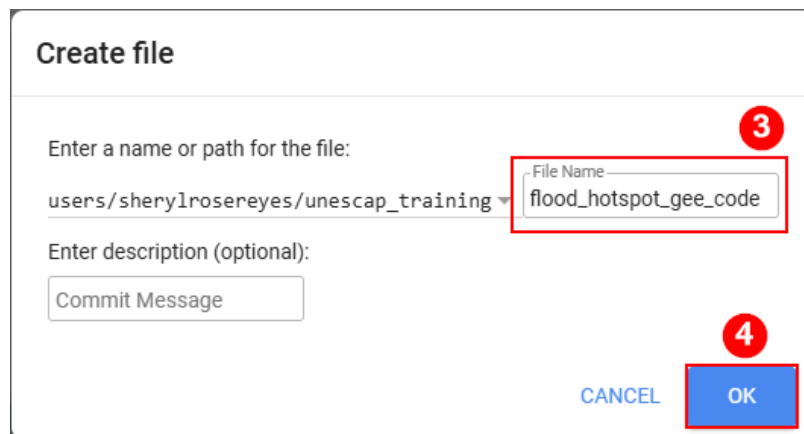 Create file
3
Enter a name or path for the file:
File Name
users/sherylrosereyes/unescap_training flood_hotspot_gee_code
Enter description (optional):
Commit Message
4
CANCEL OK